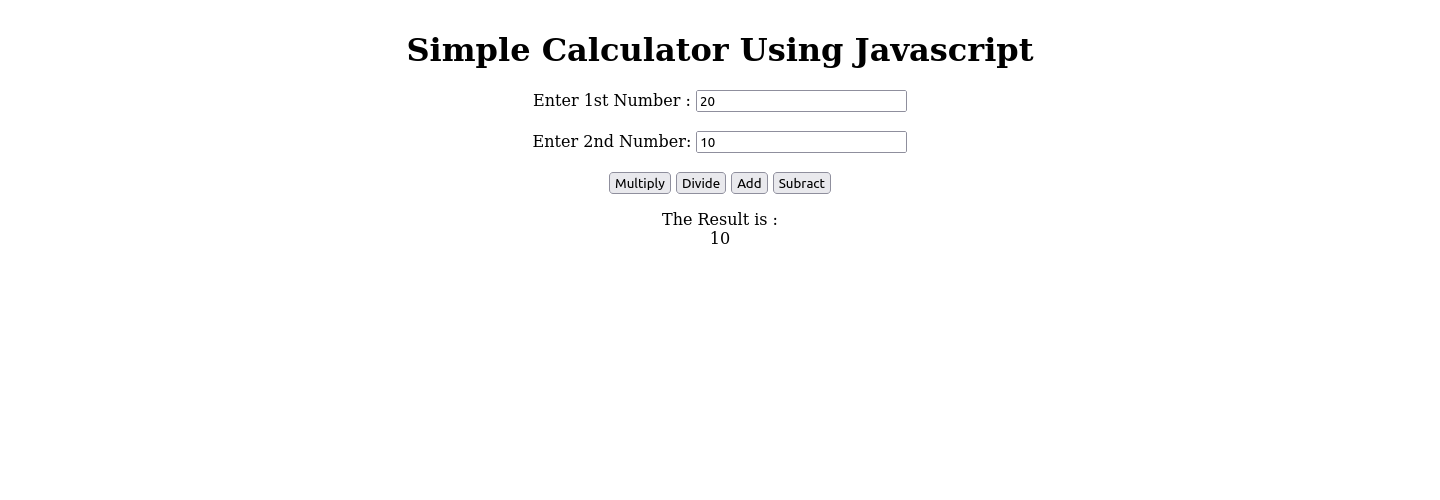 Simple Calculator Using Javascript
Enter 1st Number : 20
Enter 2nd Number: 10
Multiply Divide Add Subract
The Result is :
10